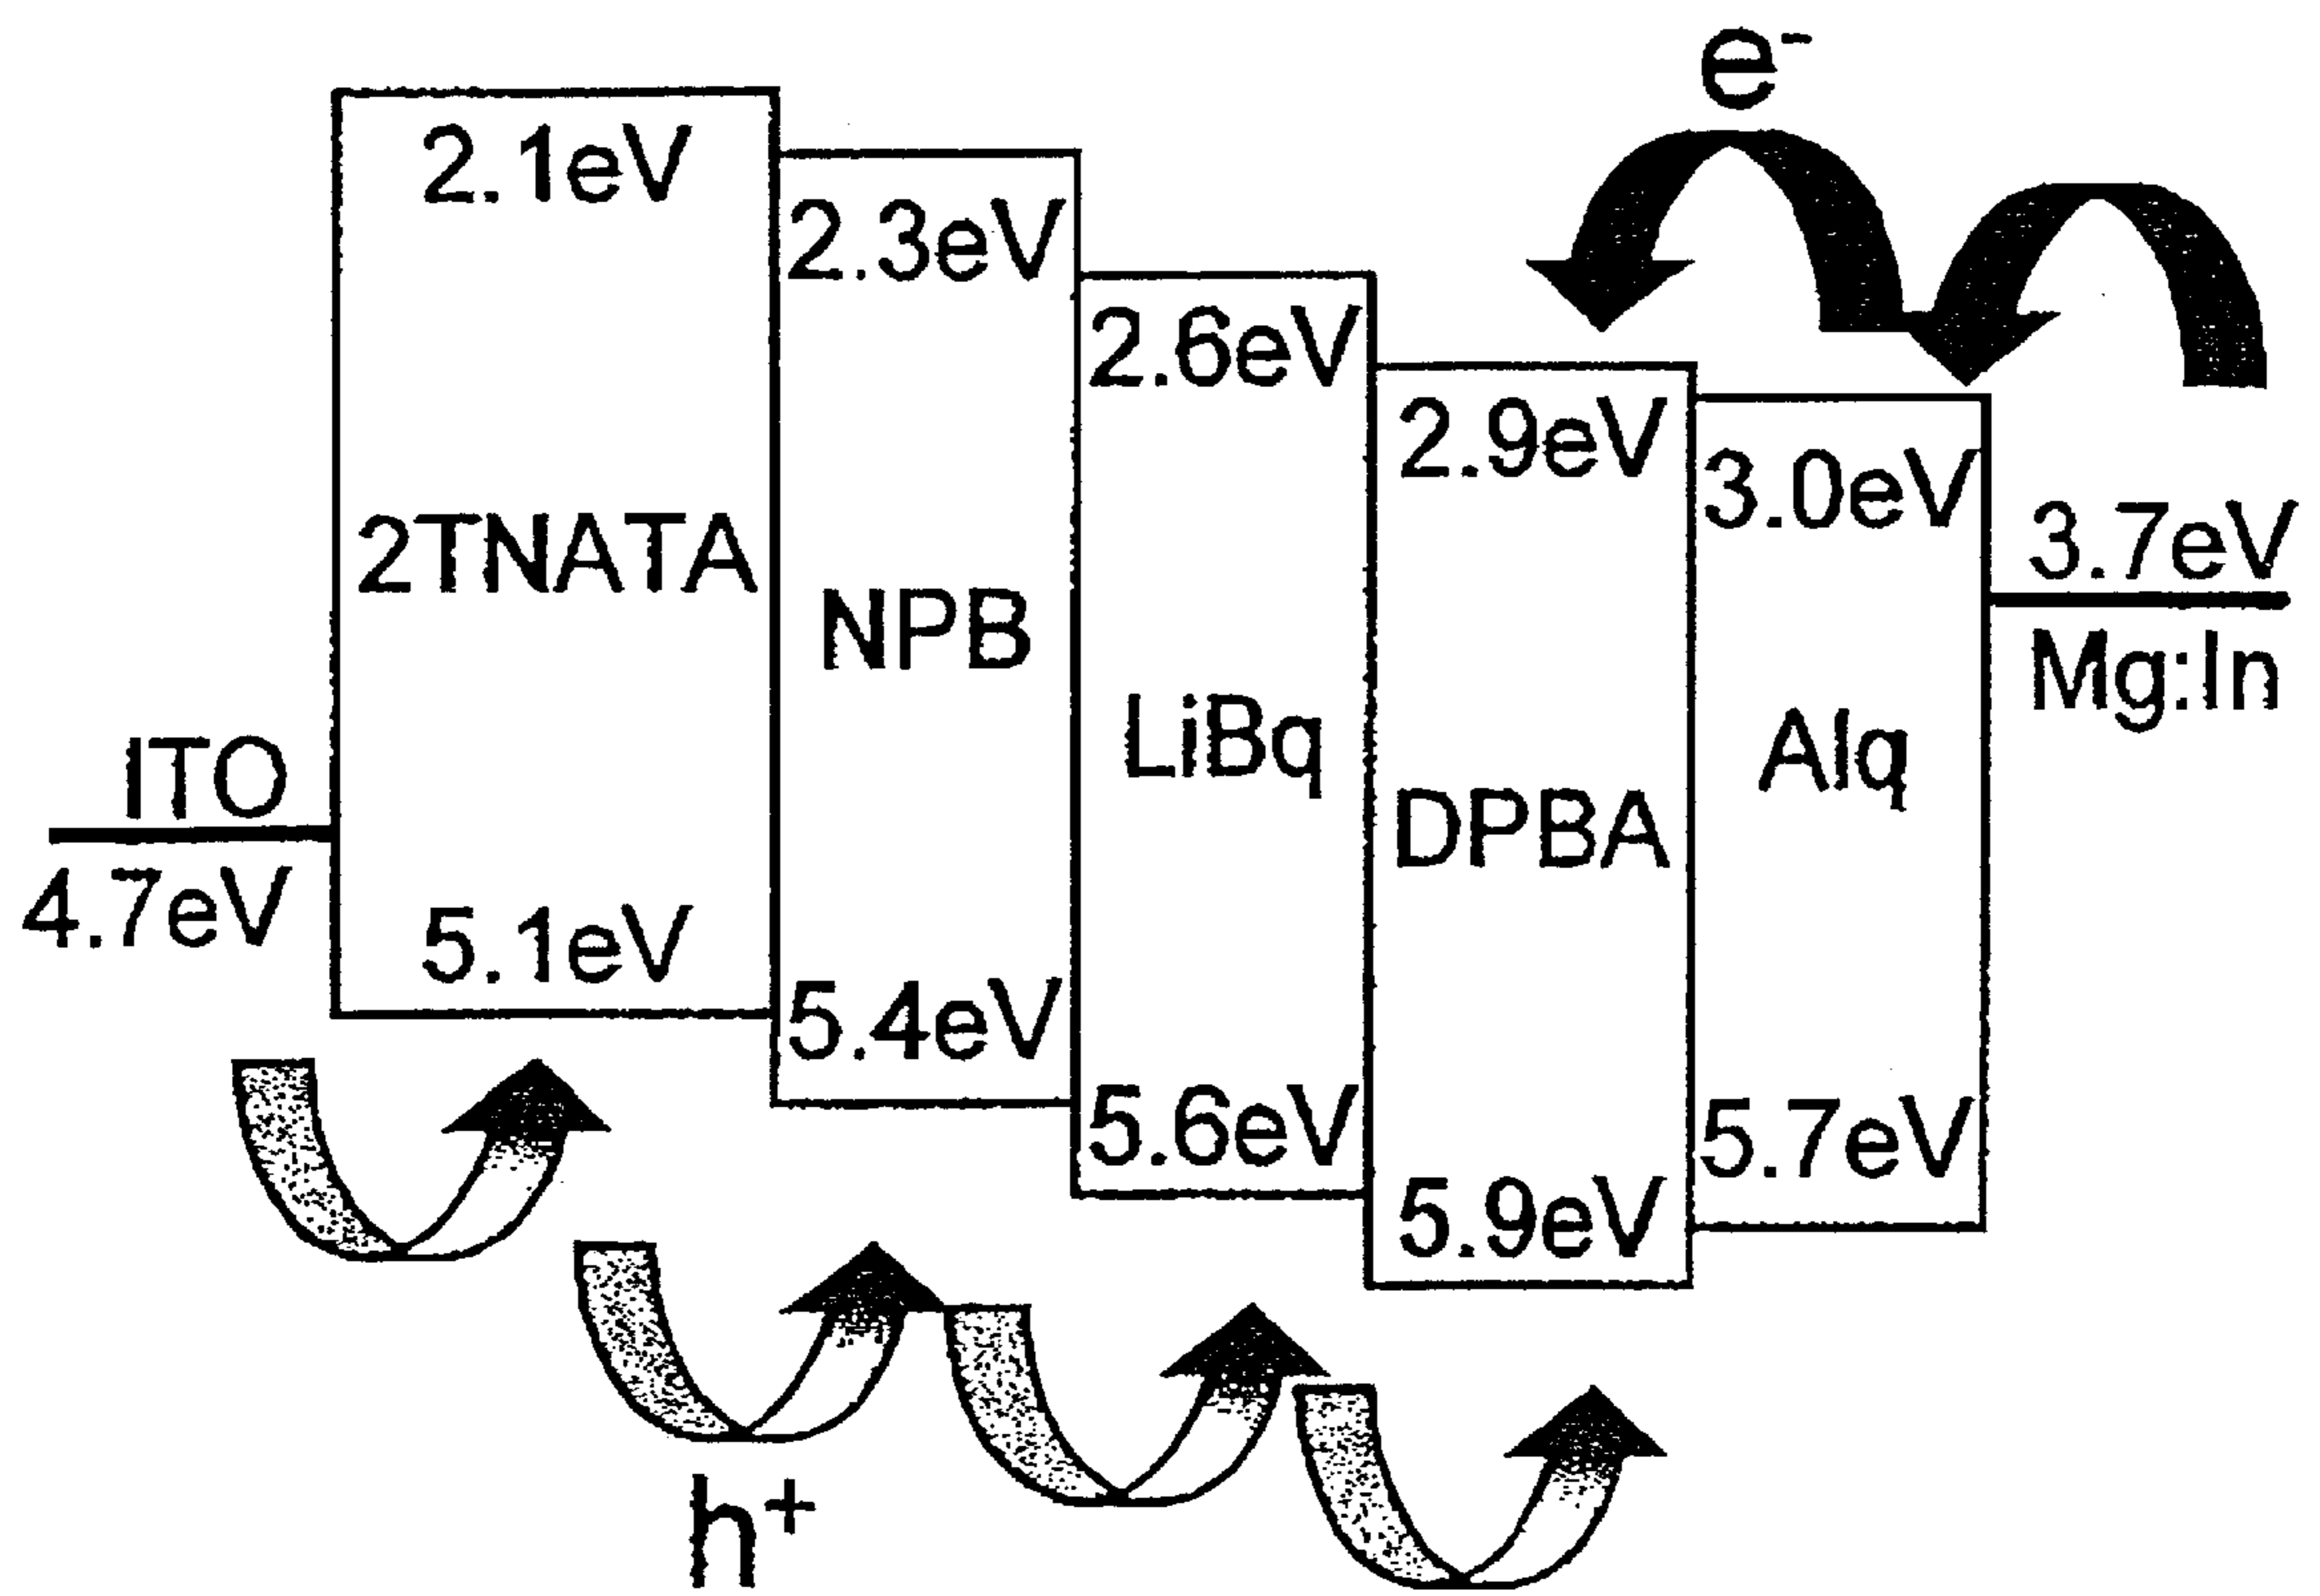 e⁻
2.1eV
2.3eV
2.6eV
2.9eV
3.0eV
3.7eV
2TNATA
NPB
LiBq
DPBA
Alq
Mg:In
ITO
4.7eV
5.1eV
5.4eV
5.6eV
5.9eV
5.7eV
h⁺